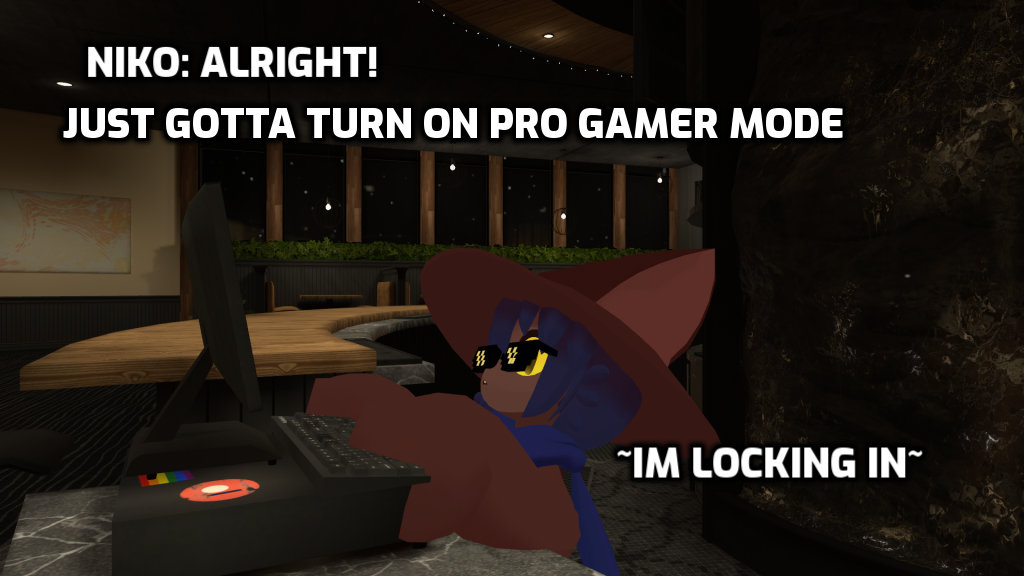 NIKO: ALRIGHT!
JUST GOTTA TURN ON PRO GAMER MODE
~IM LOCKING IN~